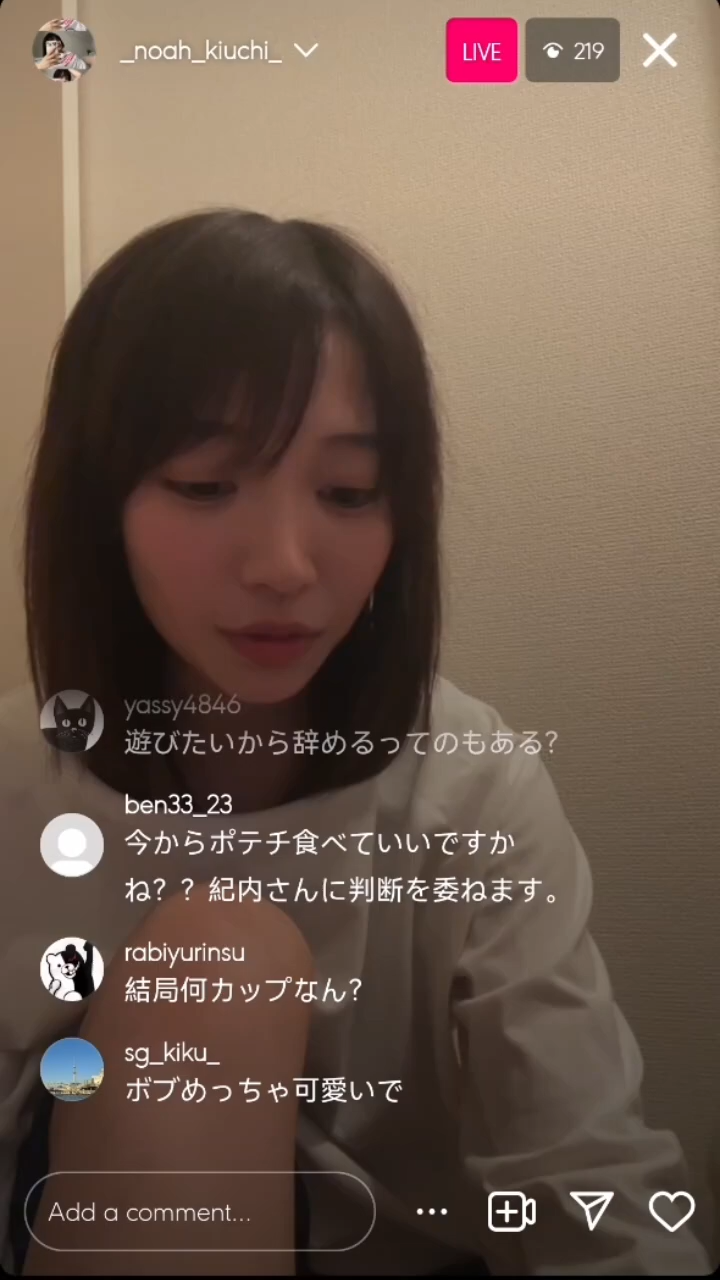 _noah_kiuchi_
LIVE
219
yassy4846
遊びたいから辞めるってのもある?
ben33_23
今からポテチ食べていいですか
ね？？紀内さんに判断を委ねます。
rabiyurinsu
結局何カップなん?
sg_kiku_
ボブめっちゃ可愛いで
Add a comment...